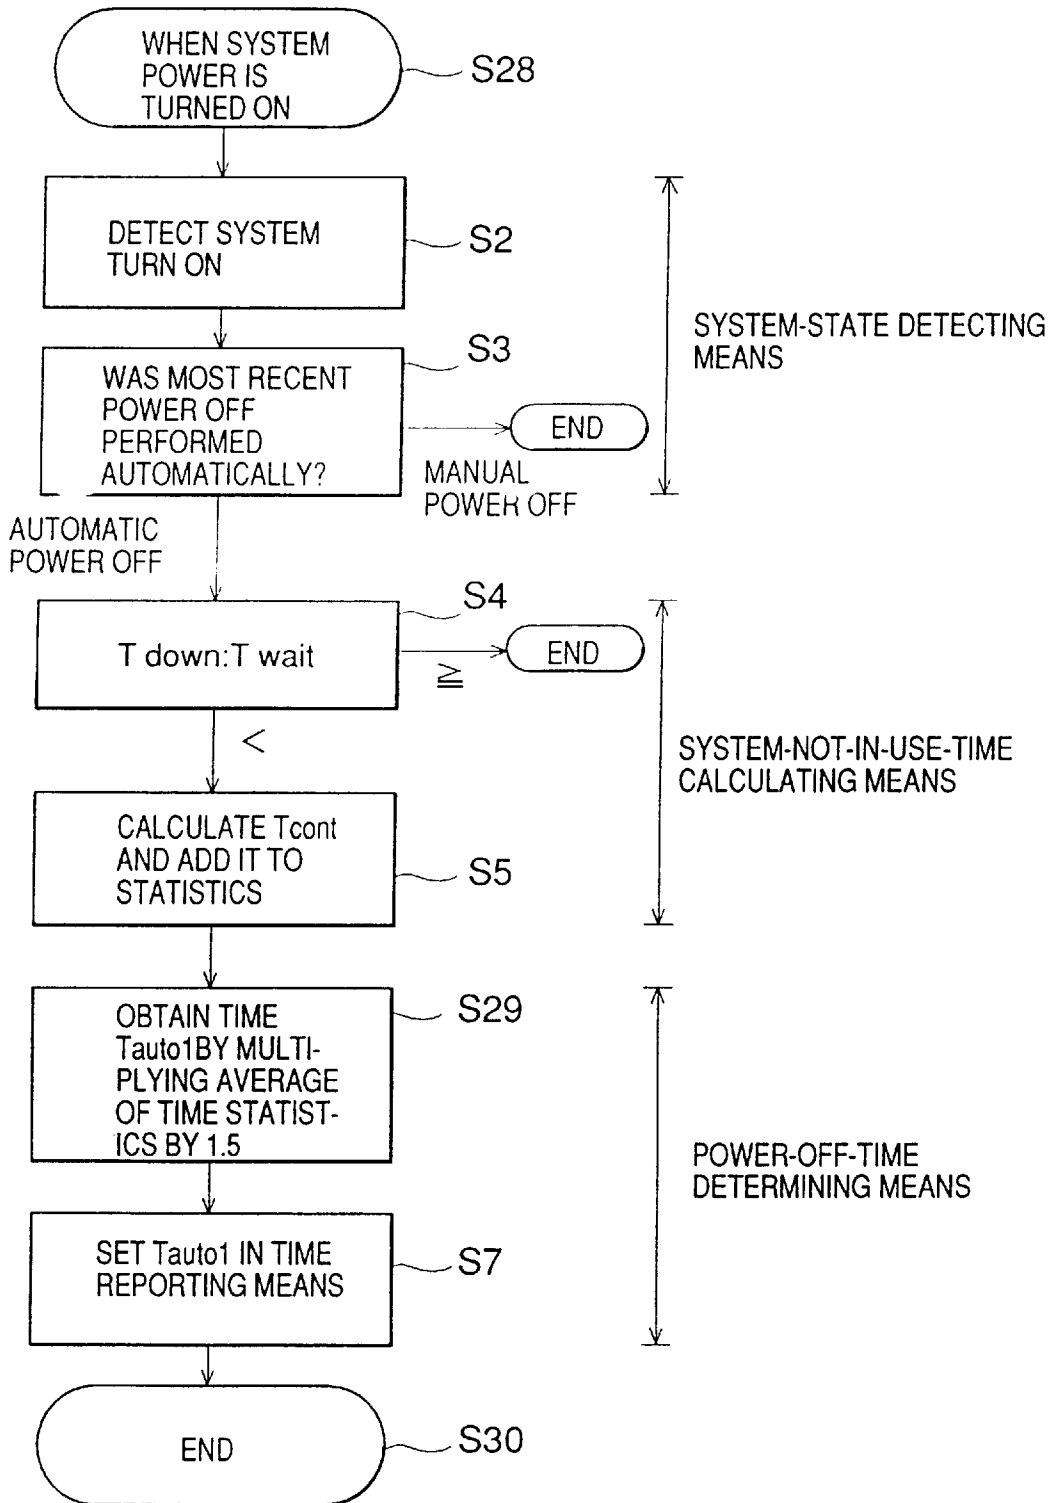 WHEN SYSTEM
POWER IS
TURNED ON
S28
DETECT SYSTEM
TURN ON
S2
SYSTEM-STATE DETECTING
MEANS
S3
WAS MOST RECENT
POWER OFF
PERFORMED
AUTOMATICALLY?
END
MANUAL
POWER OFF
AUTOMATIC
POWER OFF
S4
T down:T wait
END
≧
<
SYSTEM-NOT-IN-USE-TIME
CALCULATING MEANS
CALCULATE Tcont
AND ADD IT TO
STATISTICS
S5
OBTAIN TIME
Tauto1BY MULTI-
PLYING AVERAGE
OF TIME STATIST-
ICS BY 1.5
S29
POWER-OFF-TIME
DETERMINING MEANS
SET Tauto1 IN TIME
REPORTING MEANS
S7
END
S30